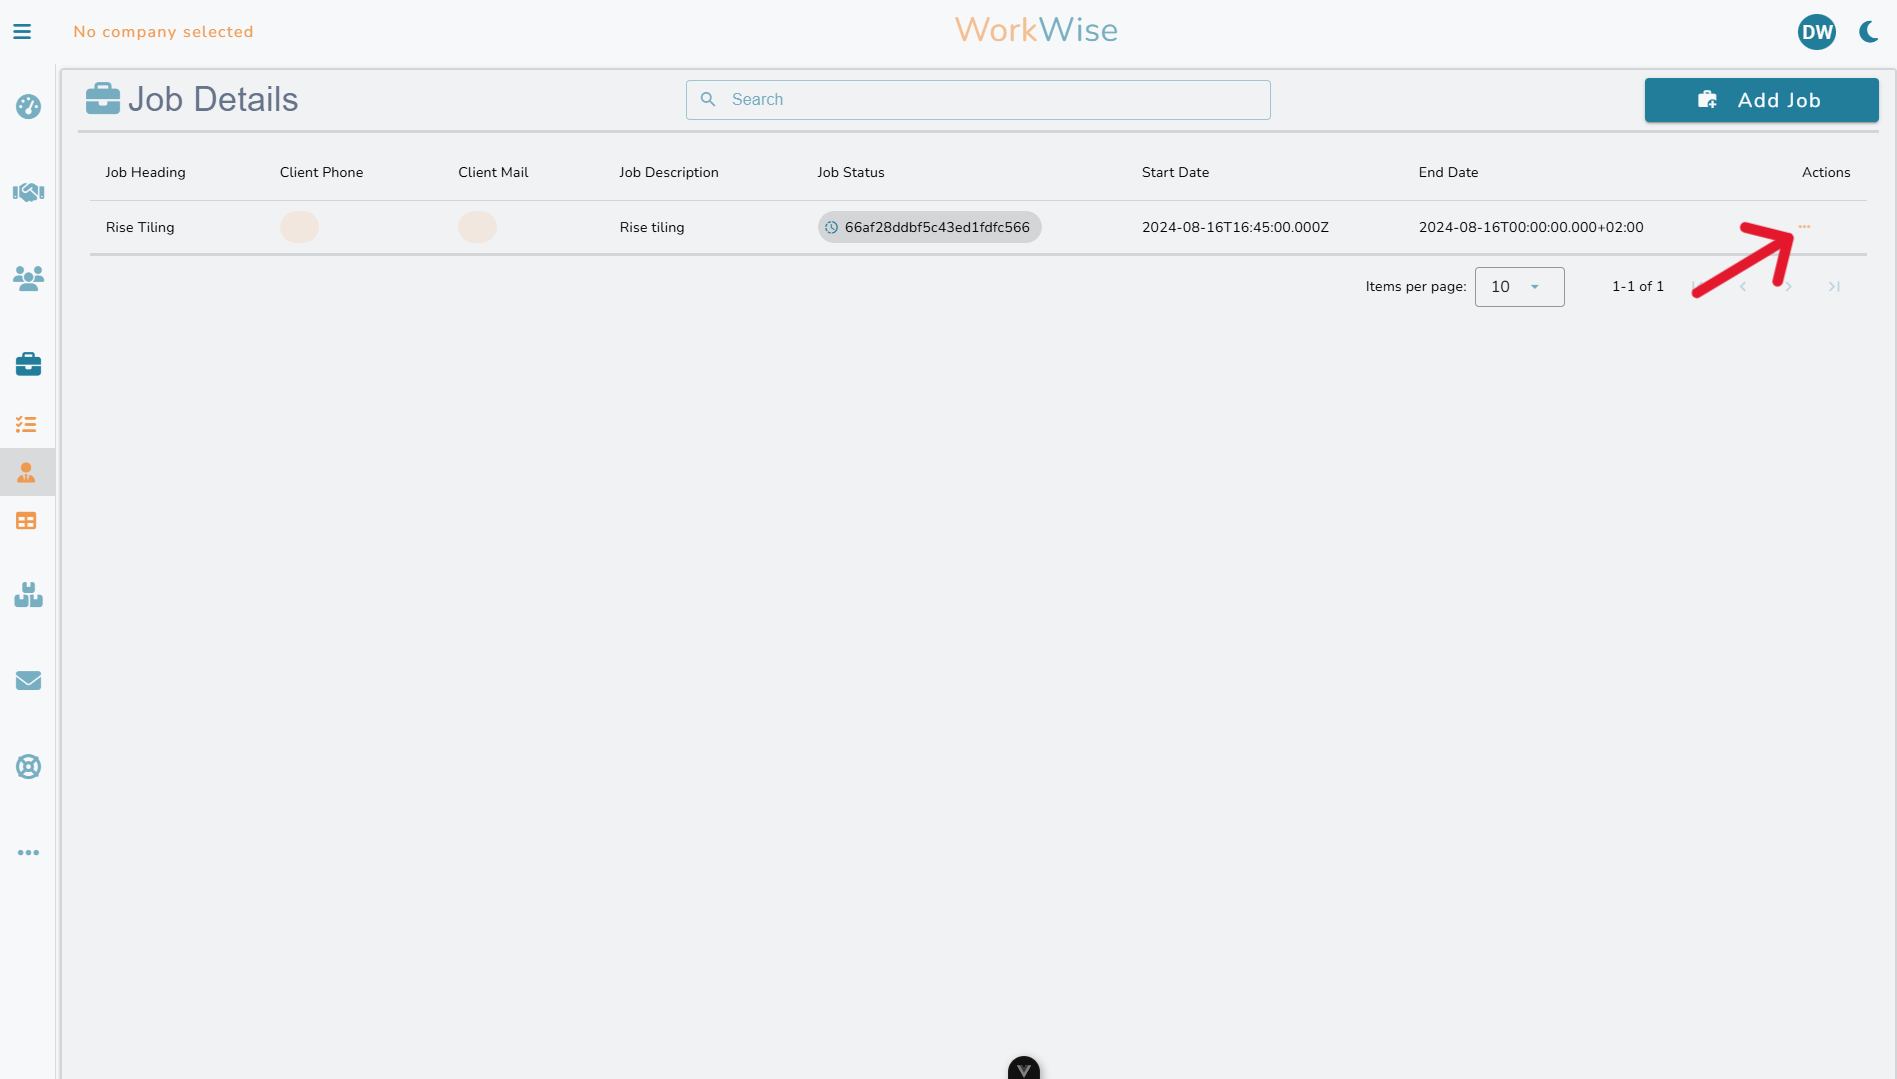 No company selected
WorkWise
DW
Job Details
Search
Add Job
Job Heading Client Phone Client Mail Job Description Job Status Start Date End Date Actions
Rise Tiling Rise tiling 66af28ddbf5c43ed1fdfc566 2024-08-16T16:45:00.000Z 2024-08-16T00:00:00.000+02:00
Items per page: 10 1-1 of 1